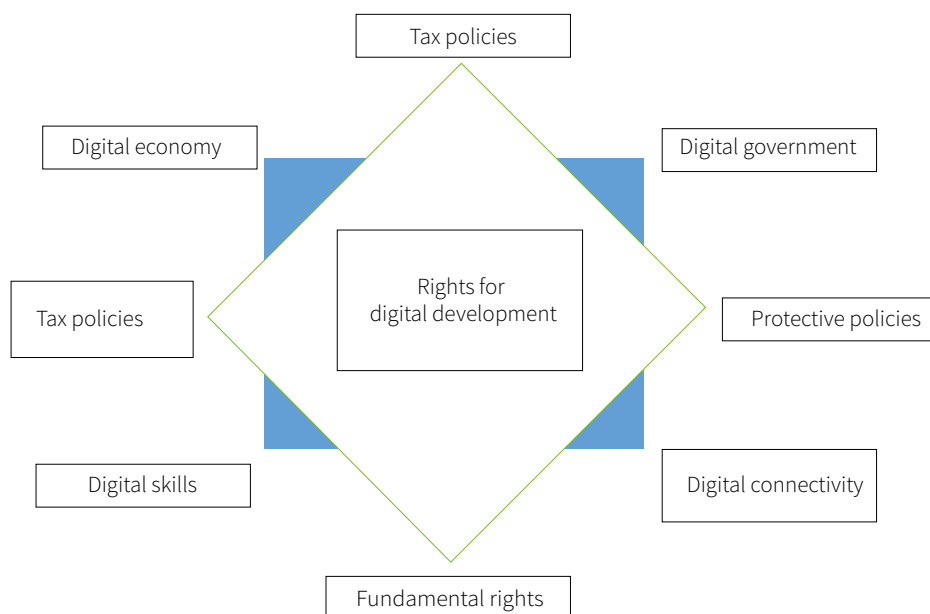 Tax policies
Digital economy
Digital government
Rights for
digital development
Tax policies
Protective policies
Digital skills
Digital connectivity
Fundamental rights